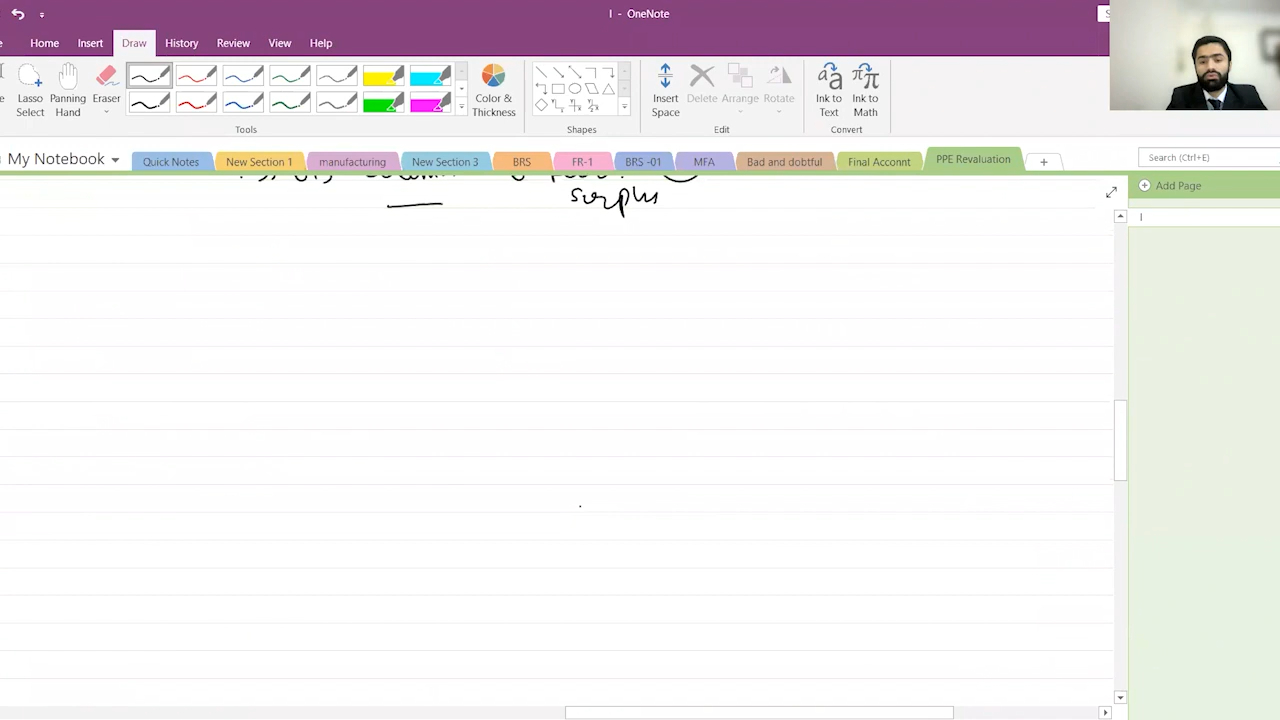 I - OneNote
Home Insert Draw History Review View Help
Lasso Select
Panning Hand
Eraser
Color & Thickness
Insert Space
Delete
Arrange
Rotate
Ink to Text
Ink to Math
Tools
Shapes
Edit
Convert
My Notebook
Quick Notes New Section 1 manufacturing New Section 3 BRS FR-1 BRS -01 MFA Bad and dobtful Final Acconnt PPE Revaluation +
Search (Ctrl+E)
Add Page
I
surplus